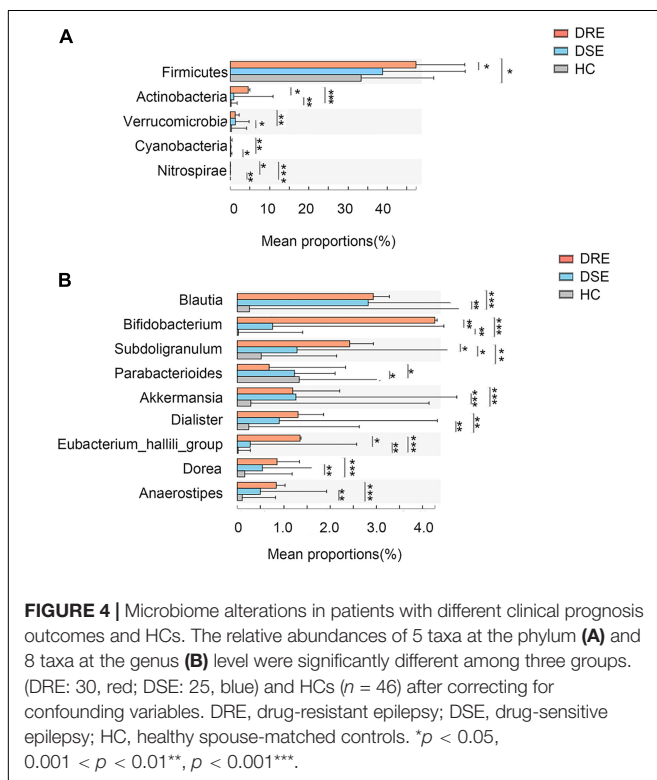 A
DRE
DSE
HC
Firmicutes
Actinobacteria
Verrucomicrobia
Cyanobacteria
Nitrospirae
* *
* ***
**
* **
**
*
* ***
**
0 10 20 30 40
Mean proportions(%)
B
DRE
DSE
HC
Blautia
Bifidobacterium
Subdoligranulum
Parabacterioides
Akkermansia
Dialister
Eubacterium_hallili_group
Dorea
Anaerostipes
** ***
** ** ***
* * **
* *
*** ***
** **
* ** ***
** ***
** ***
0 1.0 2.0 3.0 4.0
Mean proportions(%)
FIGURE 4 | Microbiome alterations in patients with different clinical prognosis
outcomes and HCs. The relative abundances of 5 taxa at the phylum (A) and
8 taxa at the genus (B) level were significantly different among three groups.
(DRE: 30, red; DSE: 25, blue) and HCs (n = 46) after correcting for
confounding variables. DRE, drug-resistant epilepsy; DSE, drug-sensitive
epilepsy; HC, healthy spouse-matched controls. *p < 0.05,
0.001 < p < 0.01**, p < 0.001***.